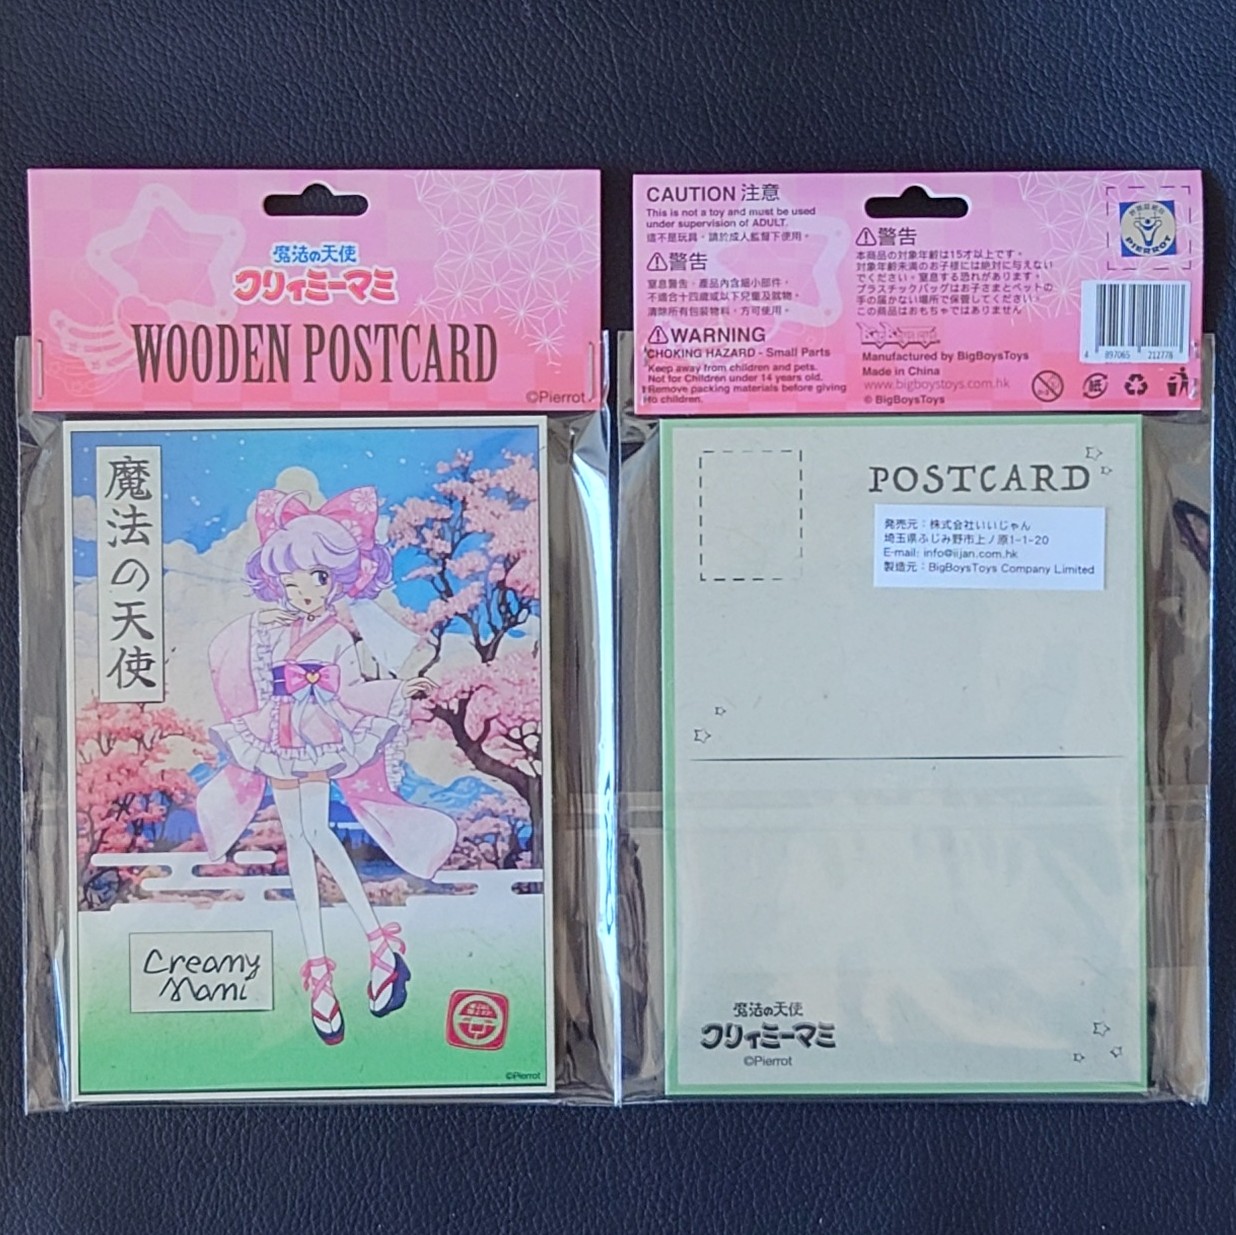 魔法の天使
クリィミーマミ
WOODEN POSTCARD
©Pierrot
魔法の天使
Creamy
Mami
©Pierrot
CAUTION 注意
This is not a toy and must be used
under supervision of ADULT.
這不是玩具，請於成人監督下使用。
警告
窒息警告，產品內含細小部件，
不適合十四歲或以下兒童及寵物。
清除所有包裝物料，方可使用。
WARNING
CHOKING HAZARD - Small Parts
Keep away from children and pets.
Not for Children under 14 years old.
Remove packing materials before giving
to children.
警告
本商品の対象年齢は15才以上です。
対象年齢未満のお子様には絶対に与えない
でください。窒息する恐れがあります。
プラスチックバッグはお子さまとペットの
手の届かない場所で保管してください。
この商品はおもちゃではありません
Manufactured by BigBoysToys
Made in China
www.bigboystoys.com.hk
© BigBoysToys
PIERROT
4 897065 212778
紙
POSTCARD
発売元：株式会社いいじゃん
埼玉県ふじみ野市上ノ原1-1-20
E-mail: info@iijan.com.hk
製造元：BigBoysToys Company Limited
魔法の天使
クリィミーマミ
©Pierrot